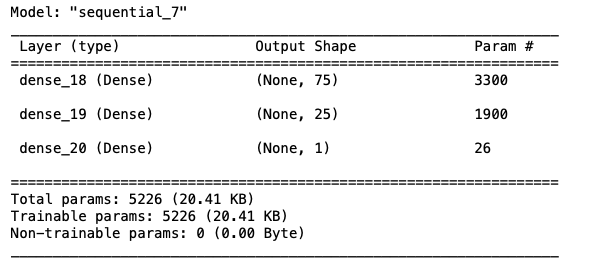 Model: "sequential_7"
_________________________________________________________________
Layer (type)                Output Shape              Param #
=================================================================
dense_18 (Dense)            (None, 75)                3300
dense_19 (Dense)            (None, 25)                1900
dense_20 (Dense)            (None, 1)                 26
=================================================================
Total params: 5226 (20.41 KB)
Trainable params: 5226 (20.41 KB)
Non-trainable params: 0 (0.00 Byte)
_________________________________________________________________